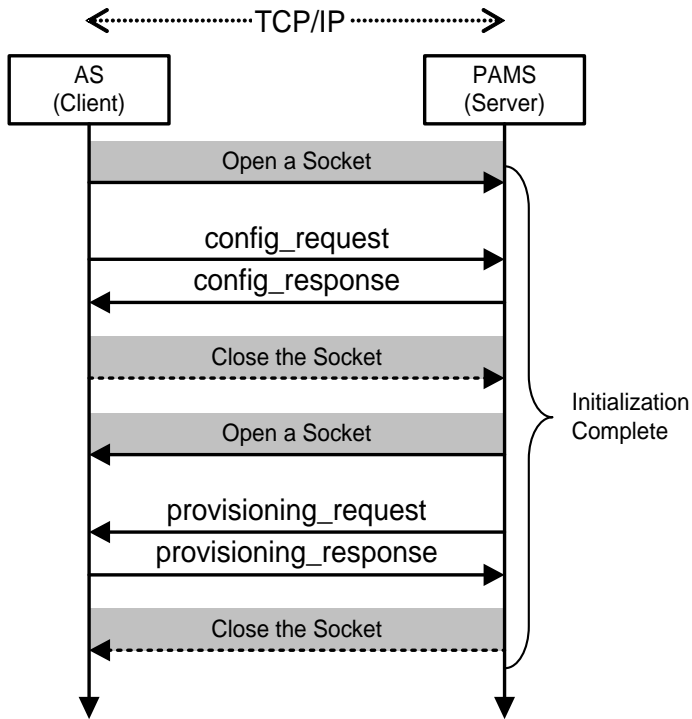 TCP/IP
AS
(Client)
PAMS
(Server)
Open a Socket
config_request
config_response
Close the Socket
Initialization
Complete
Open a Socket
provisioning_request
provisioning_response
Close the Socket